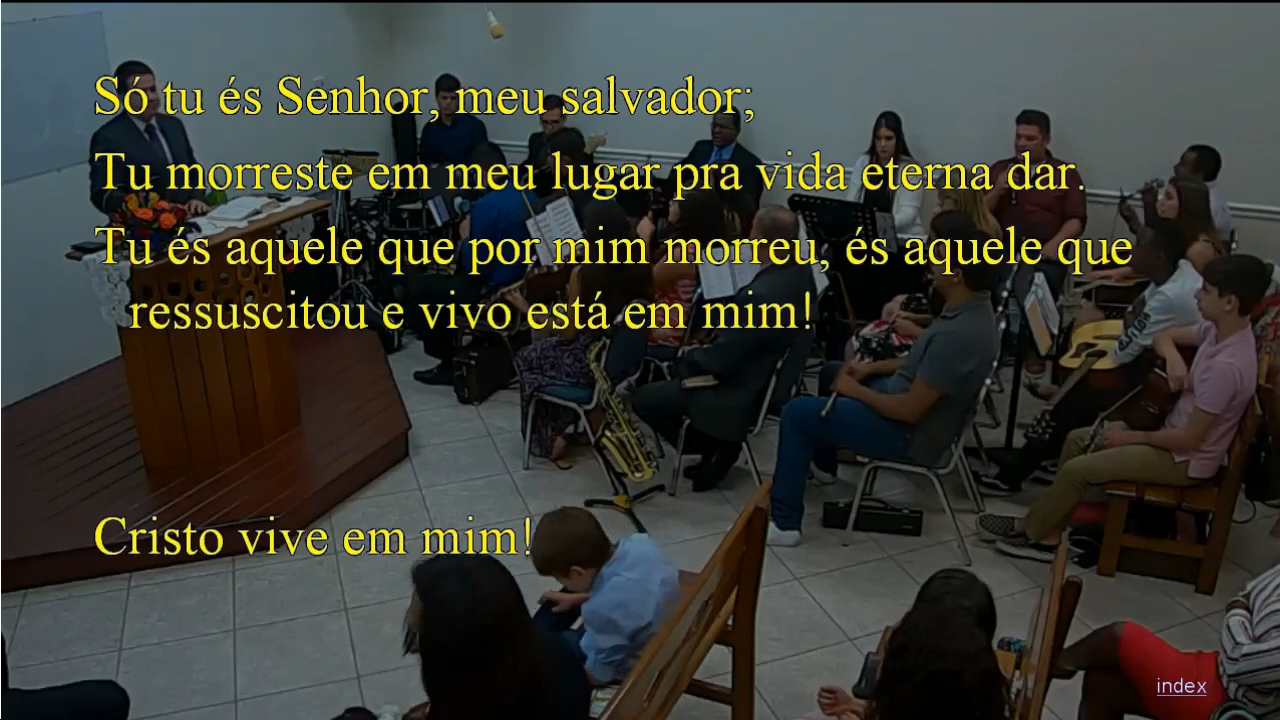 Só tu és Senhor, meu salvador;
Tu morreste em meu lugar pra vida eterna dar.
Tu és aquele que por mim morreu, és aquele que
ressuscitou e vivo está em mim!
Cristo vive em mim!
index